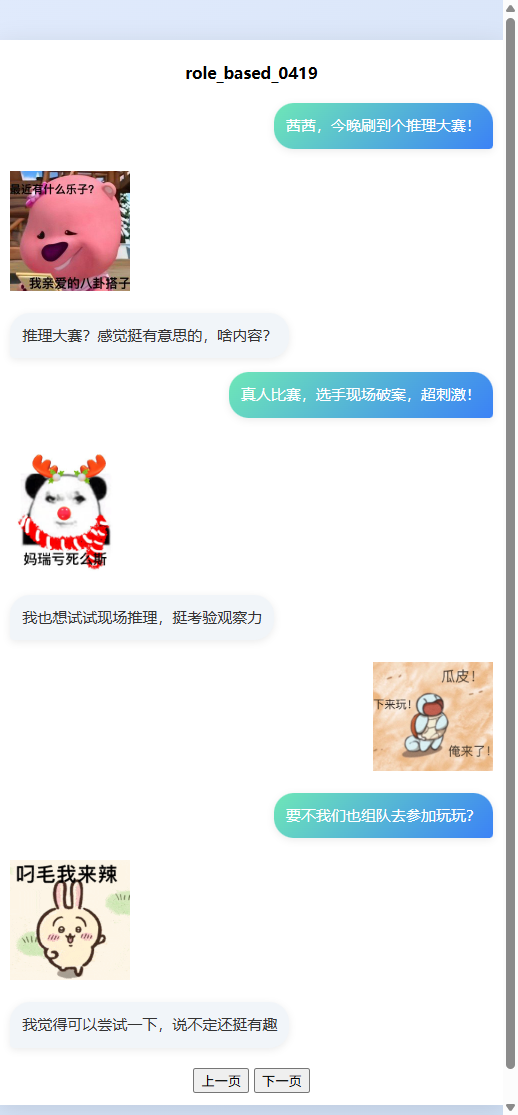 role_based_0419
茜茜，今晚刷到个推理大赛！
最近有什么乐子？
我亲爱的八卦搭子
推理大赛？感觉挺有意思的，啥内容？
真人比赛，选手现场破案，超刺激！
妈瑞亏死么斯
我也想试试现场推理，挺考验观察力
瓜皮！
下来玩！
俺来了！
要不我们也组队去参加玩玩？
叼毛我来辣
我觉得可以尝试一下，说不定还挺有趣
上一页 下一页